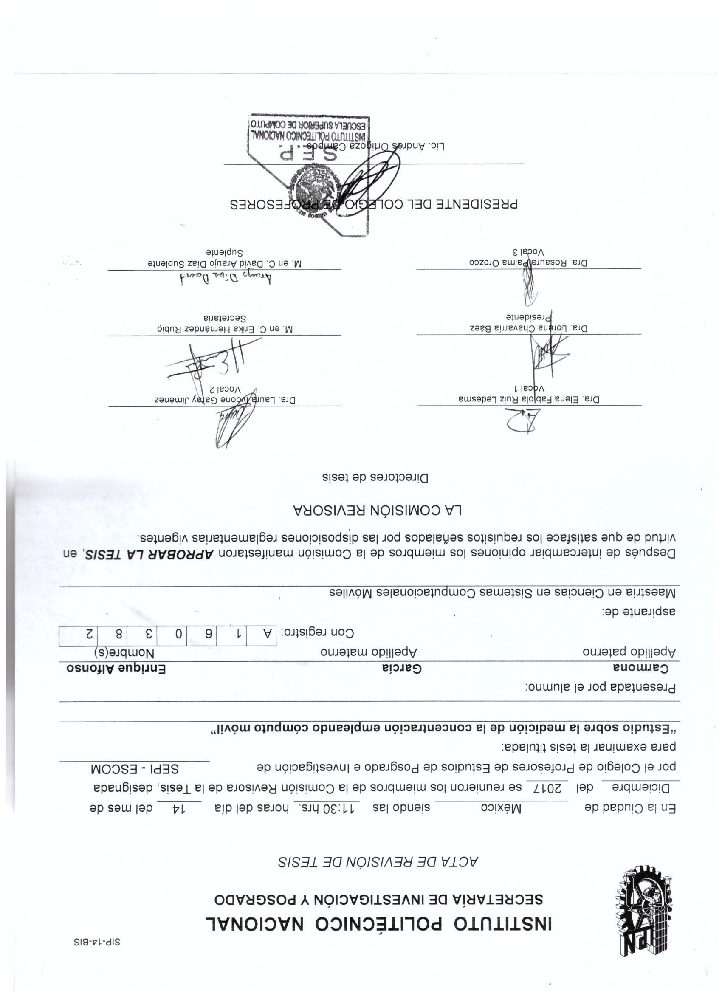 SIP-14-BIS
IPN
INSTITUTO POLITÉCNICO NACIONAL
SECRETARÍA DE INVESTIGACIÓN Y POSGRADO
ACTA DE REVISIÓN DE TESIS
En la Ciudad de México siendo las 11:30 hrs. horas del día 14 del mes de
Diciembre del 2017 se reunieron los miembros de la Comisión Revisora de la Tesis, designada
por el Colegio de Profesores de Estudios de Posgrado e Investigación de SEPI - ESCOM
para examinar la tesis titulada:
“Estudio sobre la medición de la concentración empleando cómputo móvil”
Presentada por el alumno:
Carmona García Enrique Alfonso
Apellido paterno Apellido materno Nombre(s)
Con registro: A 1 6 0 3 8 2
aspirante de:
Maestría en Ciencias en Sistemas Computacionales Móviles
Después de intercambiar opiniones los miembros de la Comisión manifestaron APROBAR LA TESIS, en
virtud de que satisface los requisitos señalados por las disposiciones reglamentarias vigentes.
LA COMISIÓN REVISORA
Directores de tesis
Dra. Elena Fabiola Ruiz Ledesma Dra. Laura Ivoone Garay Jiménez
Vocal 1 Vocal 2
Dra. Lorena Chavarría Báez M. en C. Erika Hernández Rubio
Presidente Secretaria
Araujo Díaz David
Dra. Rosaura Palma Orozco M. en C. David Araujo Díaz Suplente
Vocal 3 Suplente
PRESIDENTE DEL COLEGIO DE PROFESORES
Lic. Andrés Ortigoza Campos
S.E.P.
INSTITUTO POLITECNICO NACIONAL
ESCUELA SUPERIOR DE COMPUTO